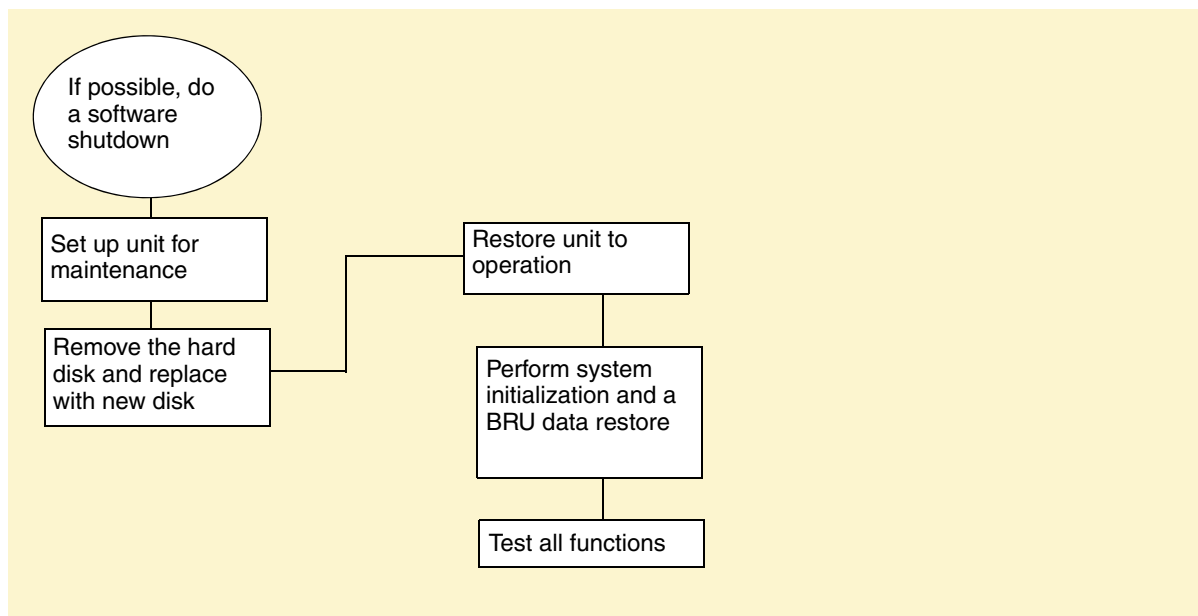 If possible, do
a software
shutdown
Set up unit for
maintenance
Remove the hard
disk and replace
with new disk
Restore unit to
operation
Perform system
initialization and a
BRU data restore
Test all functions